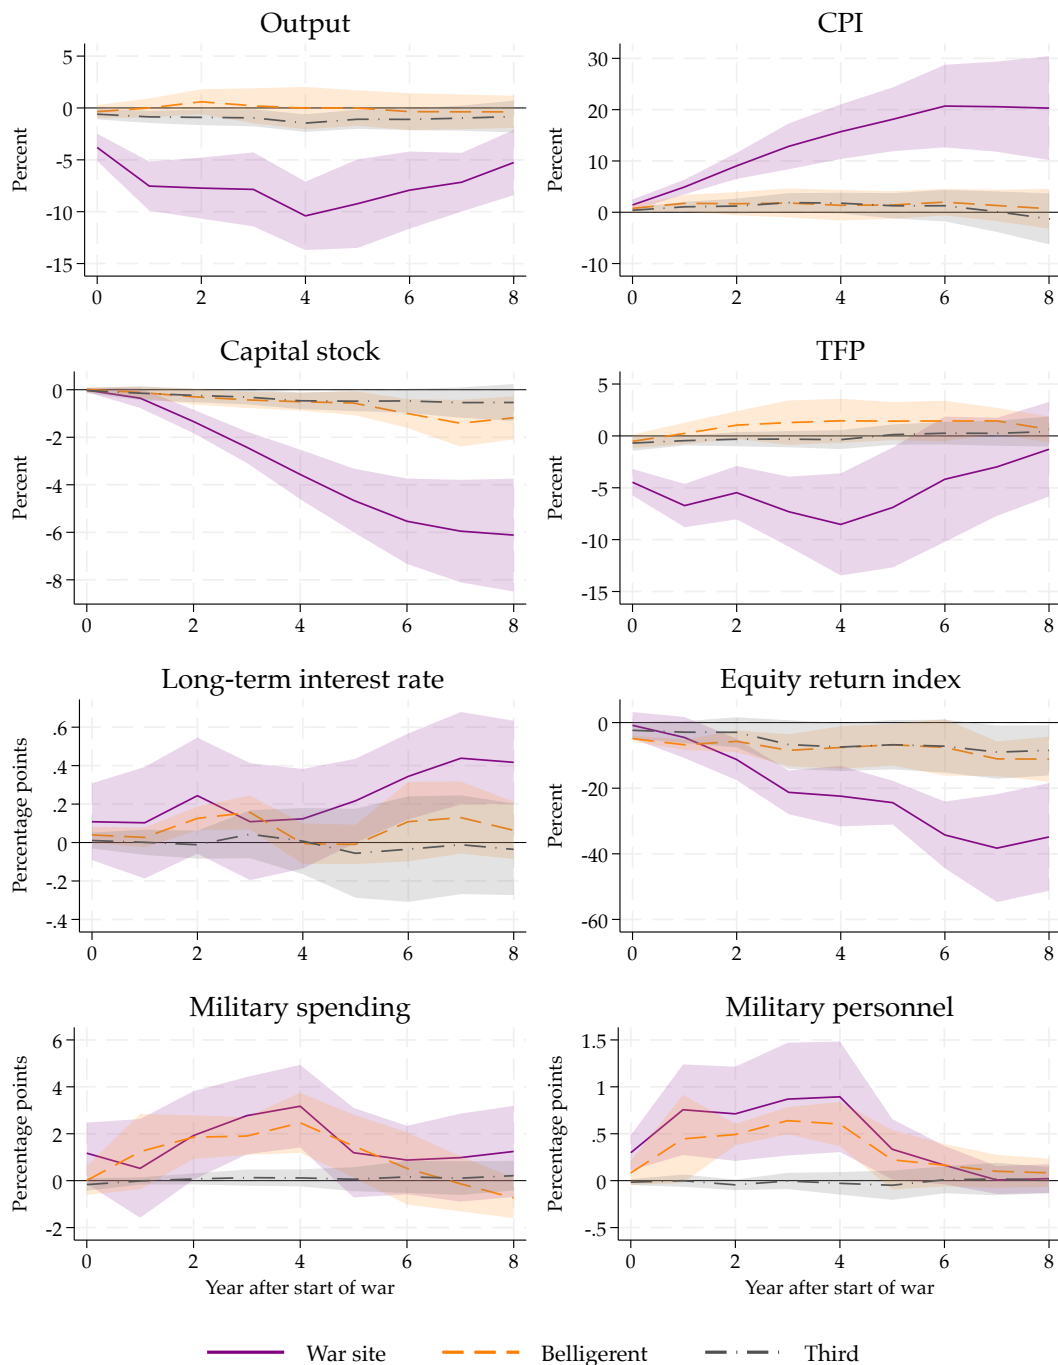 Output
CPI
5
0
-5
-10
-15
Percent
0 2 4 6 8
30
20
10
0
-10
Percent
0 2 4 6 8
Capital stock
TFP
0
-2
-4
-6
-8
Percent
0 2 4 6 8
5
0
-5
-10
-15
Percent
0 2 4 6 8
Long-term interest rate
Equity return index
.6
.4
.2
0
-.2
-.4
Percentage points
0 2 4 6 8
0
-20
-40
-60
Percent
0 2 4 6 8
Military spending
Military personnel
6
4
2
0
-2
Percentage points
0 2 4 6 8
Year after start of war
1.5
1
.5
0
-.5
Percentage points
0 2 4 6 8
Year after start of war
War site Belligerent Third